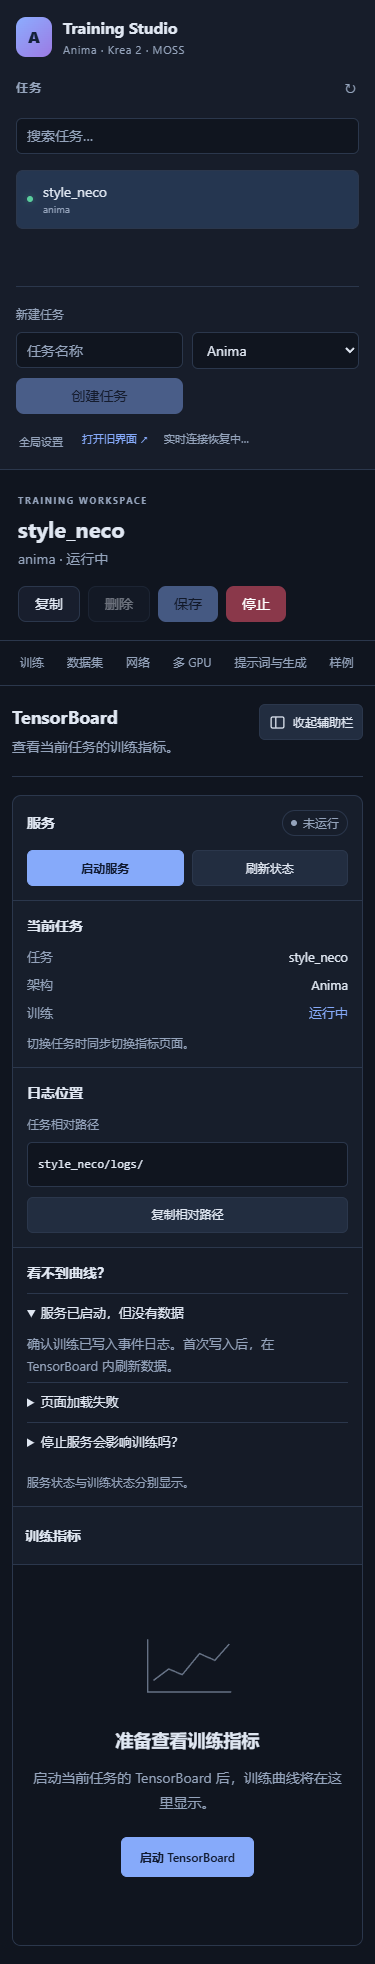 A
Training Studio
Anima · Krea 2 · MOSS
任务
↻
搜索任务...
style_neco
anima
新建任务
任务名称
Anima
创建任务
全局设置
打开旧界面 ↗
实时连接恢复中...
TRAINING WORKSPACE
style_neco
anima · 运行中
复制
删除
保存
停止
训练
数据集
网络
多 GPU
提示词与生成
样例
TensorBoard
收起辅助栏
查看当前任务的训练指标。
服务
未运行
启动服务
刷新状态
当前任务
任务
style_neco
架构
Anima
训练
运行中
切换任务时同步切换指标页面。
日志位置
任务相对路径
style_neco/logs/
复制相对路径
看不到曲线?
▼ 服务已启动，但没有数据
确认训练已写入事件日志。首次写入后，在
TensorBoard 内刷新数据。
▶ 页面加载失败
▶ 停止服务会影响训练吗?
服务状态与训练状态分别显示。
训练指标
准备查看训练指标
启动当前任务的 TensorBoard 后，训练曲线将在这
里显示。
启动 TensorBoard